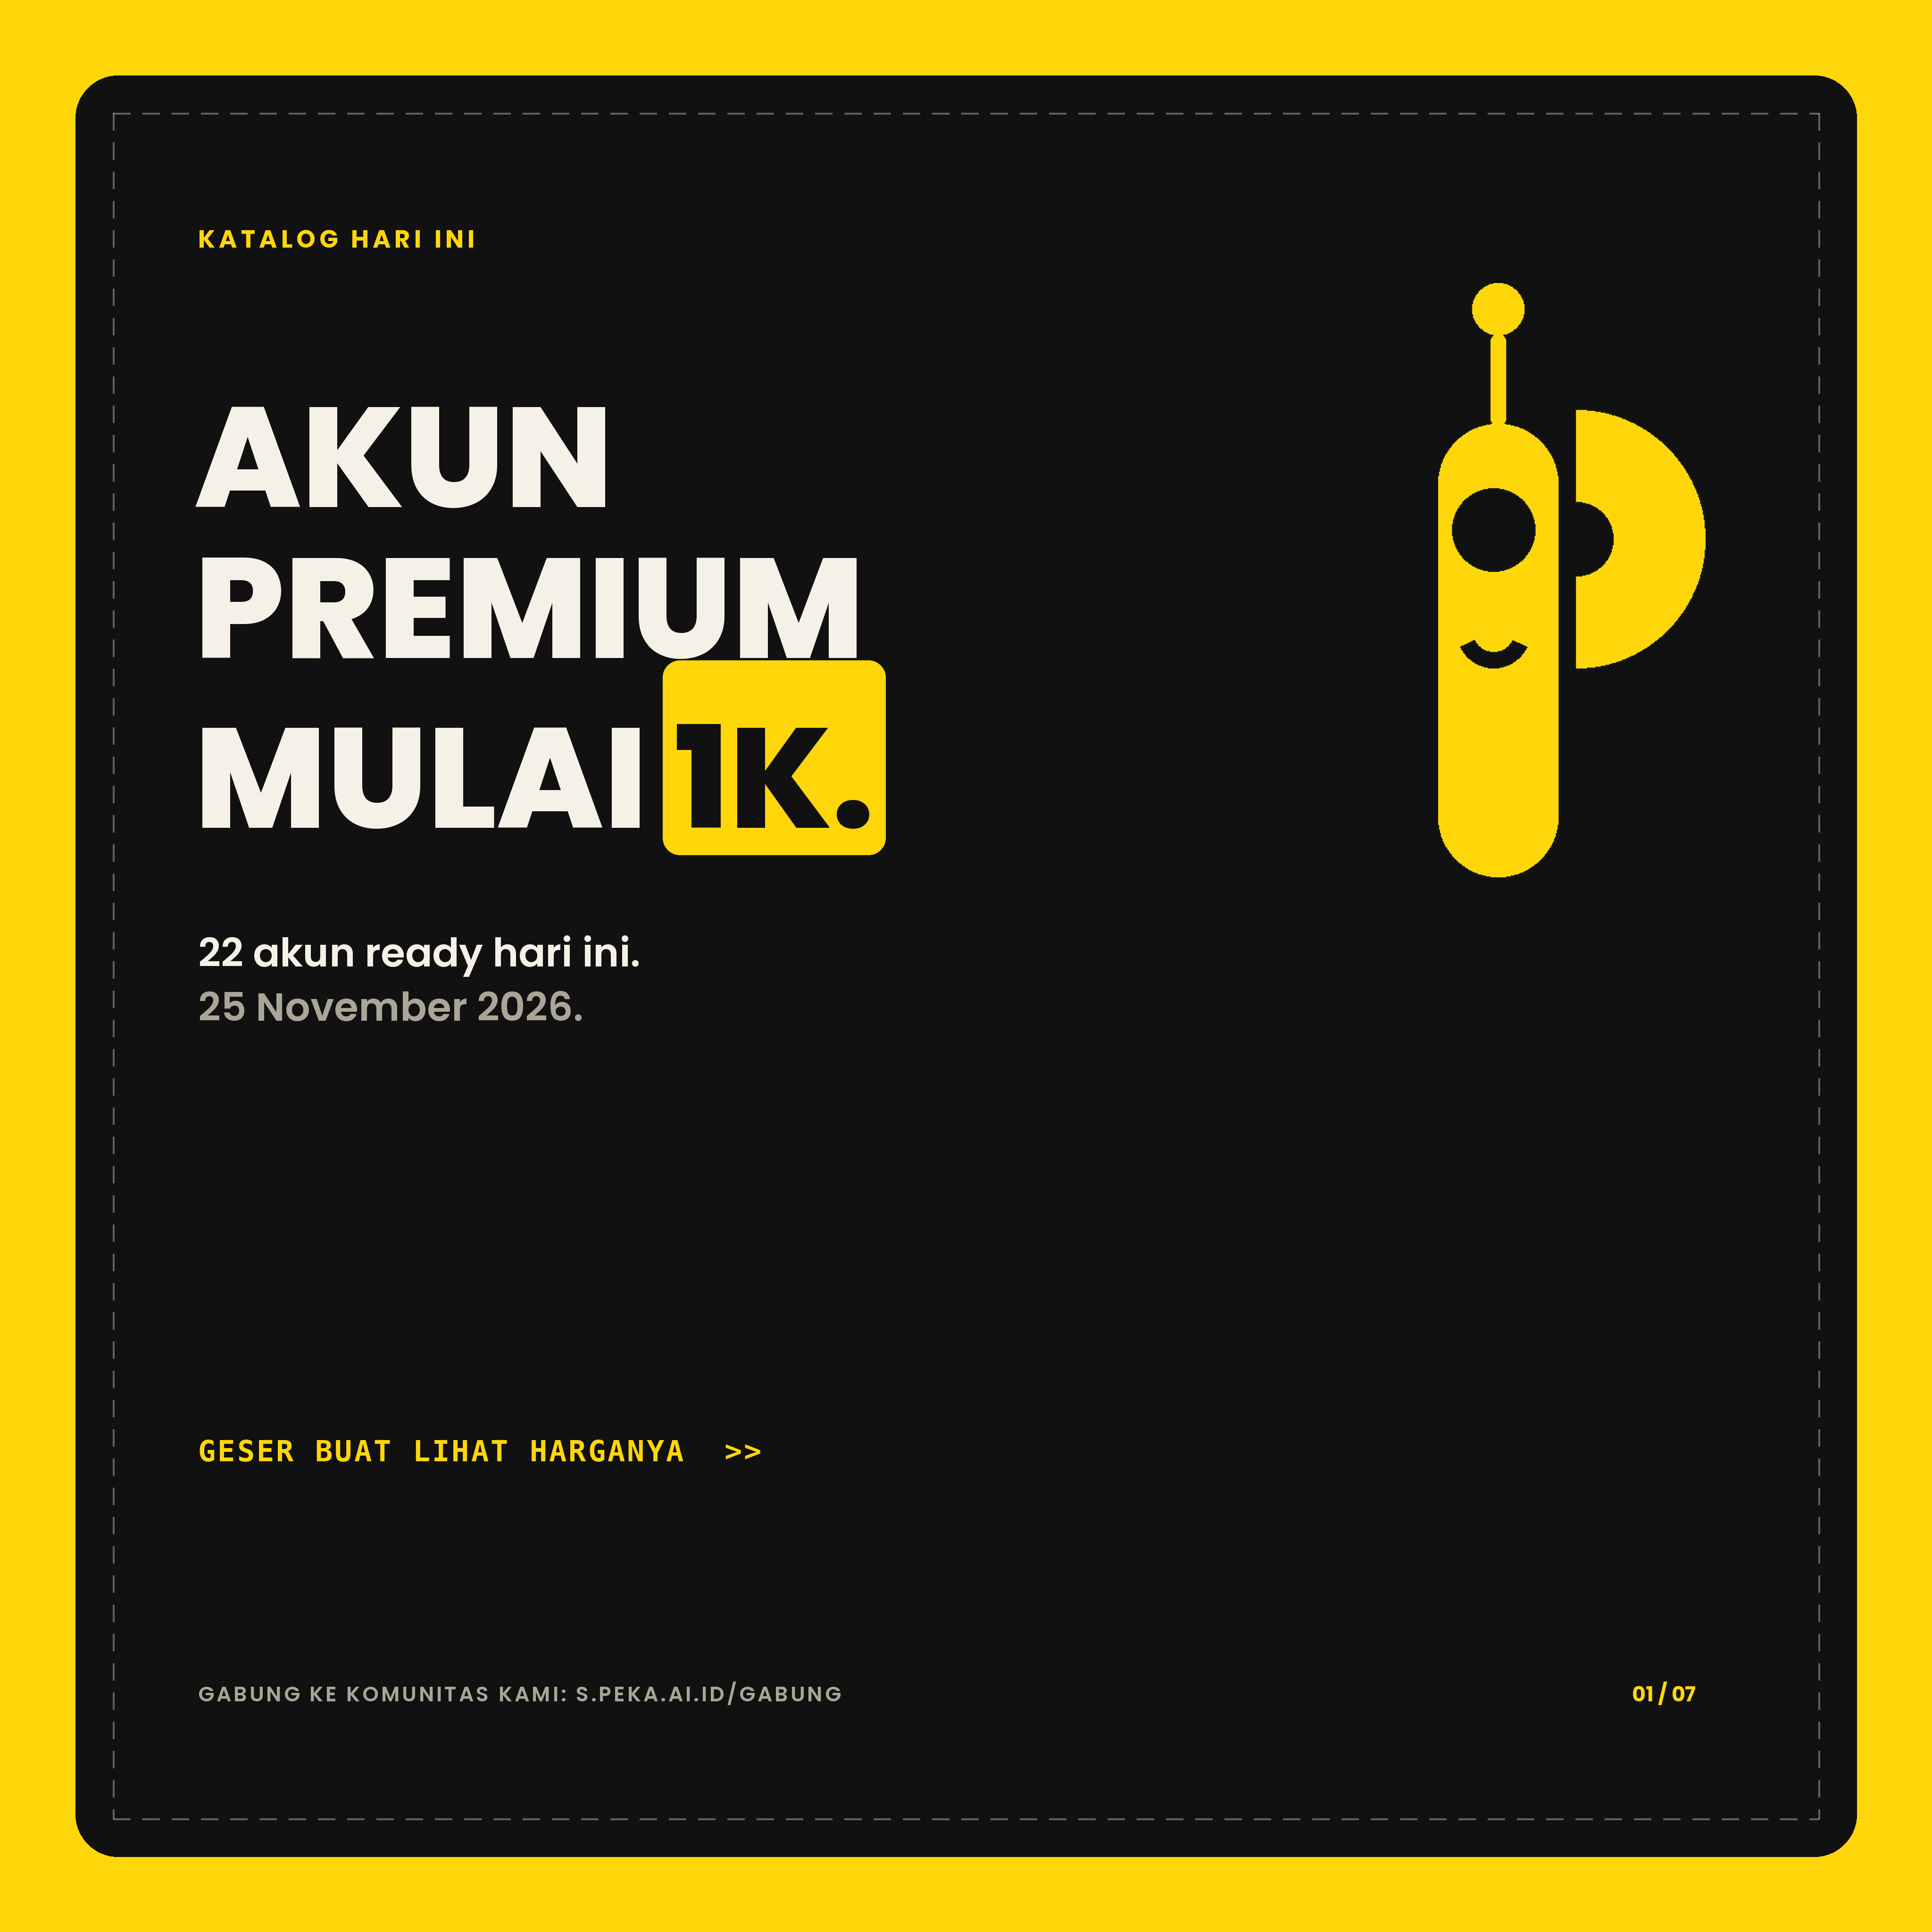 KATALOG HARI INI
AKUN
PREMIUM
MULAI 1K.
22 akun ready hari ini.
25 November 2026.
GESER BUAT LIHAT HARGANYA >>
GABUNG KE KOMUNITAS KAMI: S.PEKA.AI.ID/GABUNG
01 / 07